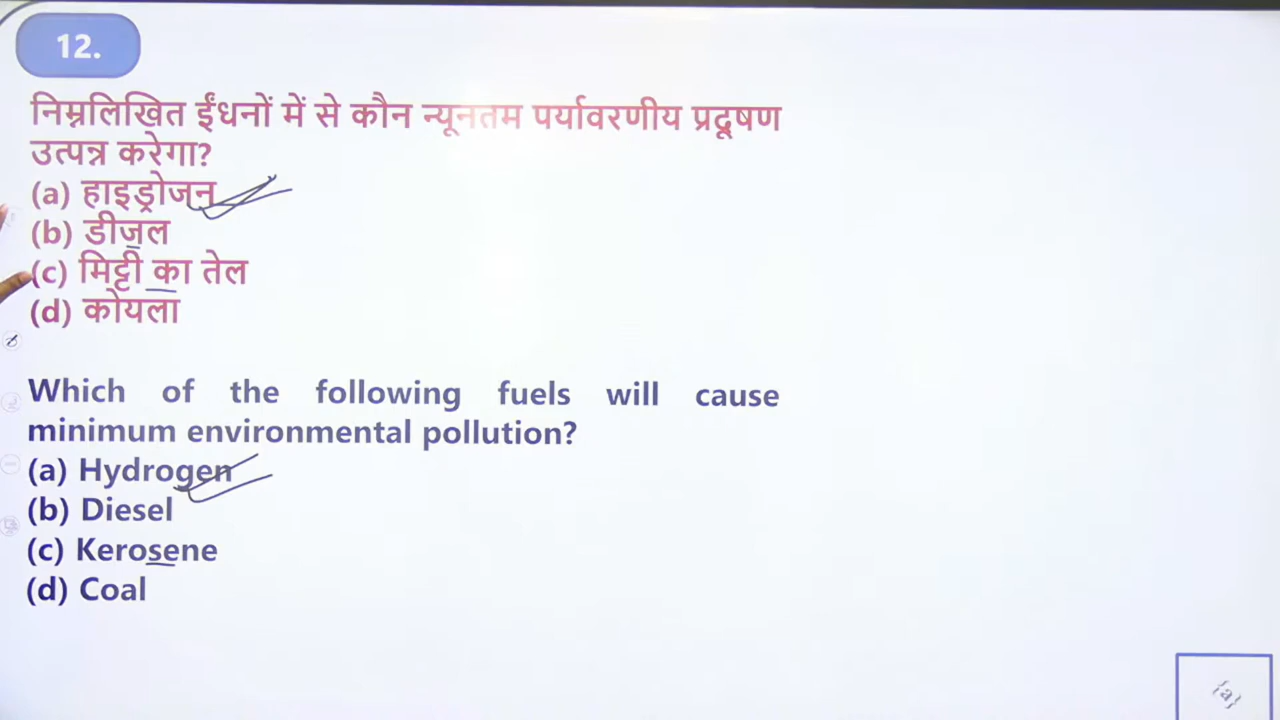 12.
निम्नलिखित ईंधनों में से कौन न्यूनतम पर्यावरणीय प्रदूषण
उत्पन्न करेगा?
(a) हाइड्रोजन
(b) डीजल
(c) मिट्टी का तेल
(d) कोयला
Which of the following fuels will cause
minimum environmental pollution?
(a) Hydrogen
(b) Diesel
(c) Kerosene
(d) Coal
{a}